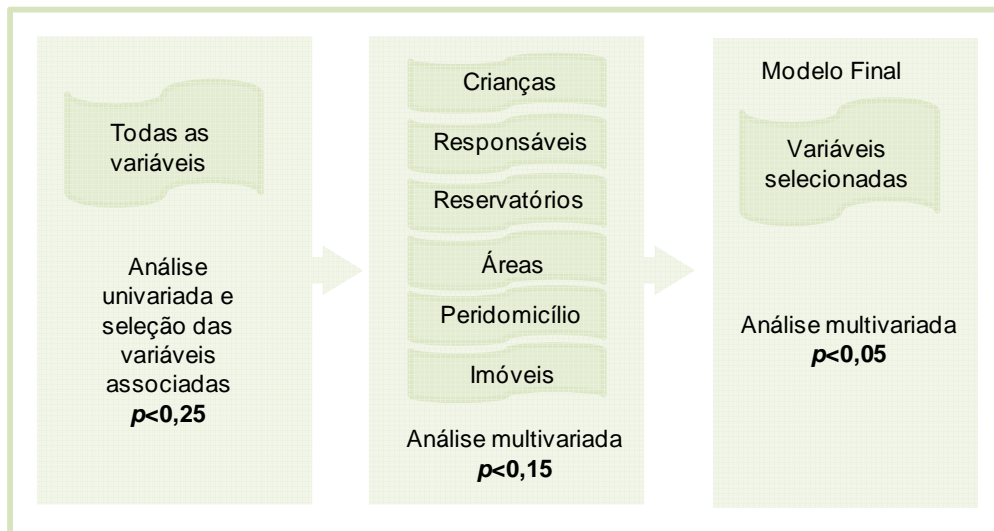 Todas as
variáveis
Análise
univariada e
seleção das
variáveis
associadas
p<0,25
Crianças
Responsáveis
Reservatórios
Áreas
Peridomicílio
Imóveis
Análise multivariada
p<0,15
Modelo Final
Variáveis
selecionadas
Análise multivariada
p<0,05